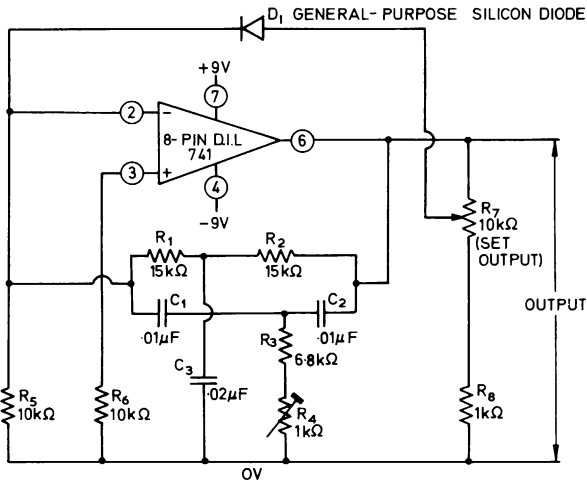 D1 GENERAL-PURPOSE SILICON DIODE
+9V
7
2
-
8-PIN D.I.L
741
6
3
+
4
-9V
R1
15kΩ
R2
15kΩ
R7
10kΩ
(SET
OUTPUT)
C1
·01µF
C2
·01µF
R3
6·8kΩ
OUTPUT
C3
·02µF
R4
1kΩ
R5
10kΩ
R6
10kΩ
R8
1kΩ
0V